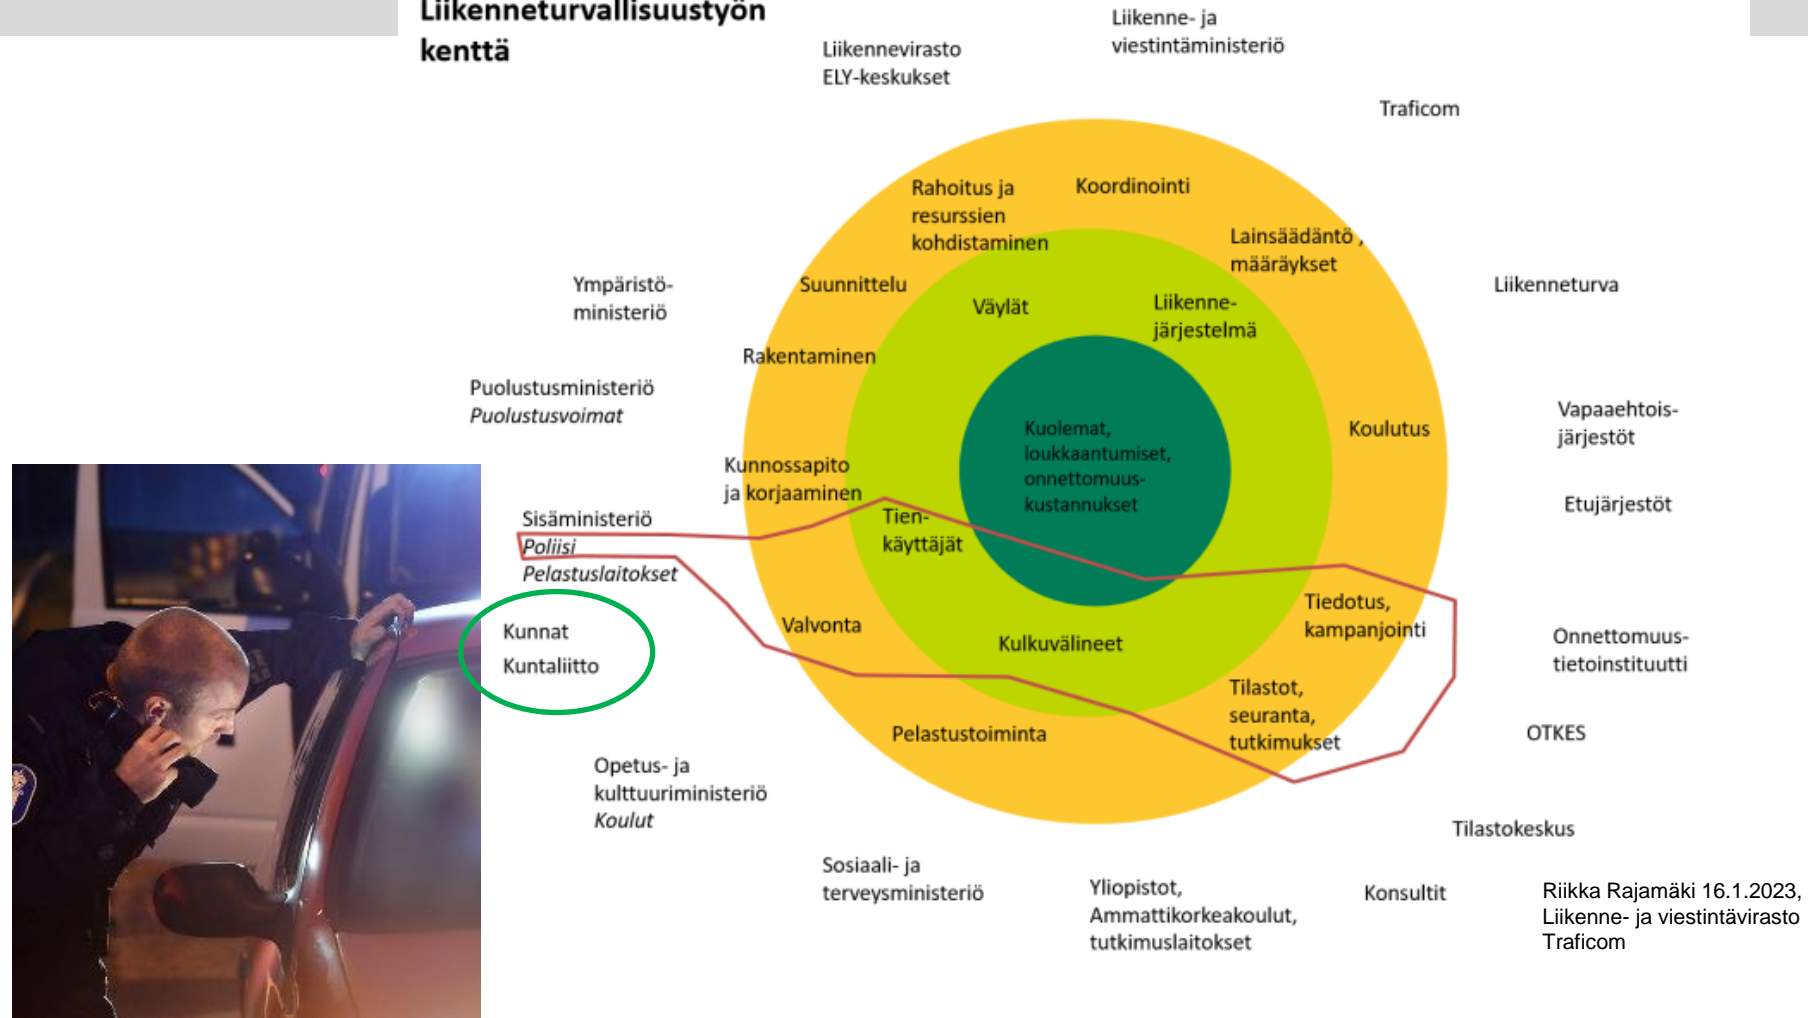 Liikenneturvallisuustyön
kenttä
Liikennevirasto
ELY-keskukset
Liikenne- ja
viestintäministeriö
Traficom
Rahoitus ja
resurssien
kohdistaminen
Koordinointi
Lainsäädäntö ,
määräykset
Ympäristö-
ministeriö
Suunnittelu
Väylät
Liikenne-
järjestelmä
Liikenneturva
Rakentaminen
Puolustusministeriö
Puolustusvoimat
Kuolemat,
loukkaantumiset,
onnettomuus-
kustannukset
Koulutus
Vapaaehtois-
järjestöt
Kunnossapito
ja korjaaminen
Etujärjestöt
Sisäministeriö
Poliisi
Pelastuslaitokset
Tien-
käyttäjät
Kunnat
Kuntaliitto
Valvonta
Kulkuvälineet
Tiedotus,
kampanjointi
Onnettomuus-
tietoinstituutti
Pelastustoiminta
Tilastot,
seuranta,
tutkimukset
OTKES
Opetus- ja
kulttuuriministeriö
Koulut
Tilastokeskus
Sosiaali- ja
terveysministeriö
Yliopistot,
Ammattikorkeakoulut,
tutkimuslaitokset
Konsultit
Riikka Rajamäki 16.1.2023,
Liikenne- ja viestintävirasto
Traficom